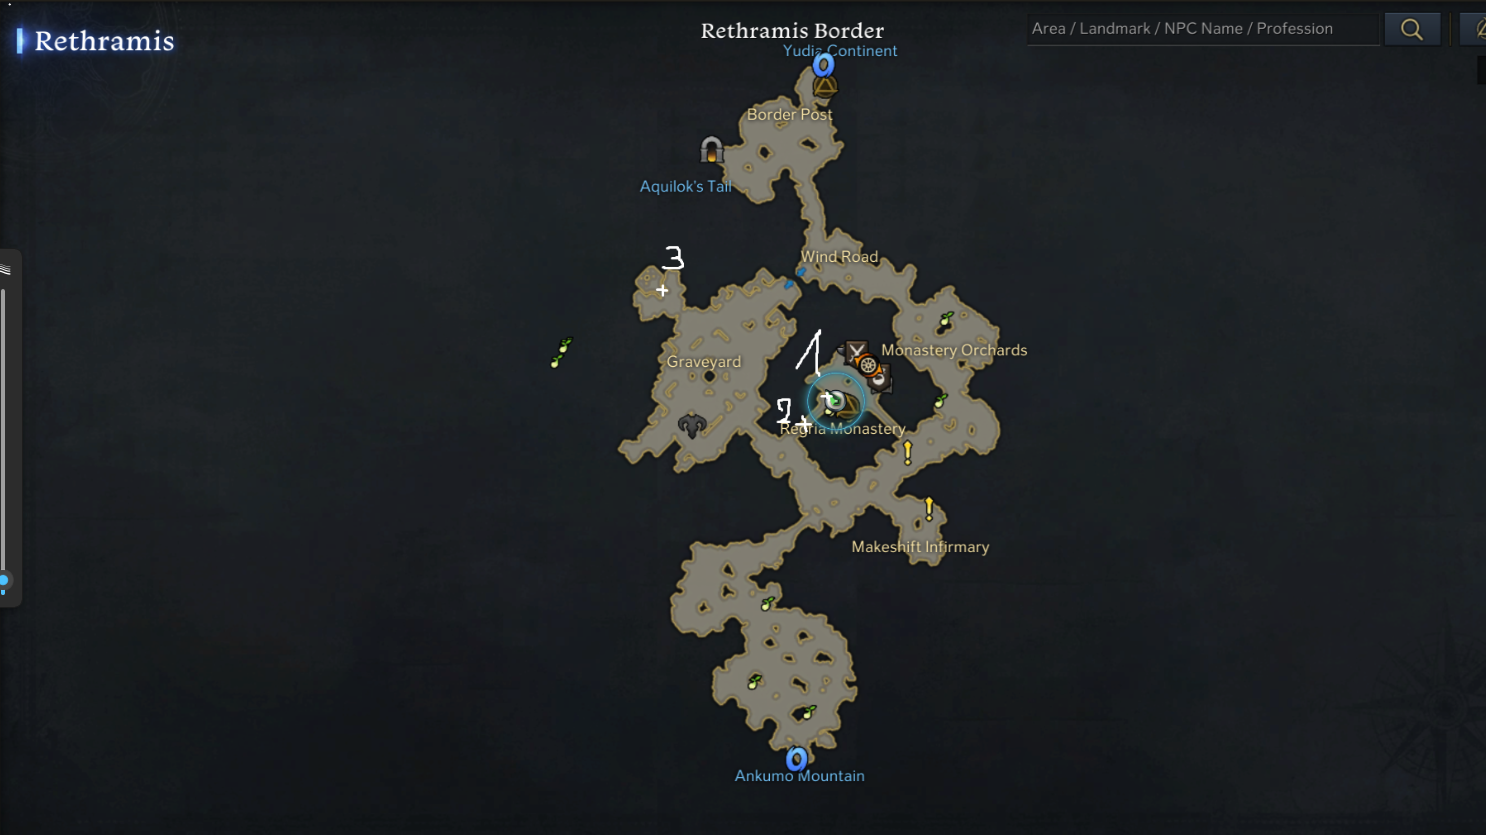 Rethramis
Rethramis Border
Area / Landmark / NPC Name / Profession
Yudia Continent
Border Post
Aquilok's Tail
3
Wind Road
1
Monastery Orchards
Graveyard
2
Regria Monastery
Makeshift Infirmary
Ankumo Mountain